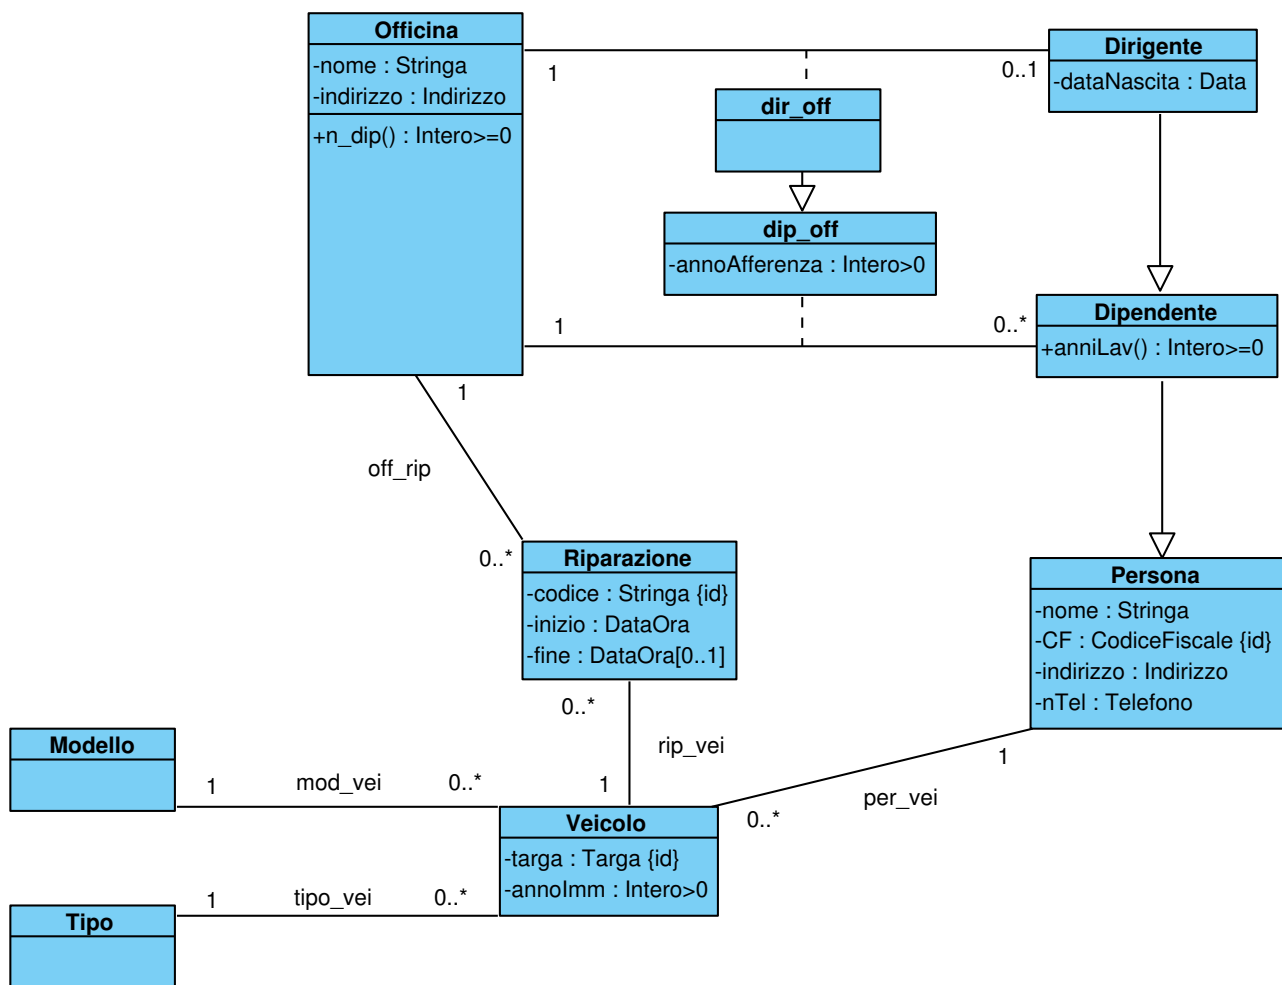 Officina
-nome : Stringa
-indirizzo : Indirizzo
+n_dip() : Intero>=0
1
0..1
Dirigente
-dataNascita : Data
dir_off
dip_off
-annoAfferenza : Intero>0
1
0..*
Dipendente
+anniLav() : Intero>=0
1
off_rip
0..*
Riparazione
-codice : Stringa {id}
-inizio : DataOra
-fine : DataOra[0..1]
Persona
-nome : Stringa
-CF : CodiceFiscale {id}
-indirizzo : Indirizzo
-nTel : Telefono
0..*
rip_vei
1
1
per_vei
0..*
Modello
1
mod_vei
0..*
Veicolo
-targa : Targa {id}
-annoImm : Intero>0
1
tipo_vei
0..*
Tipo